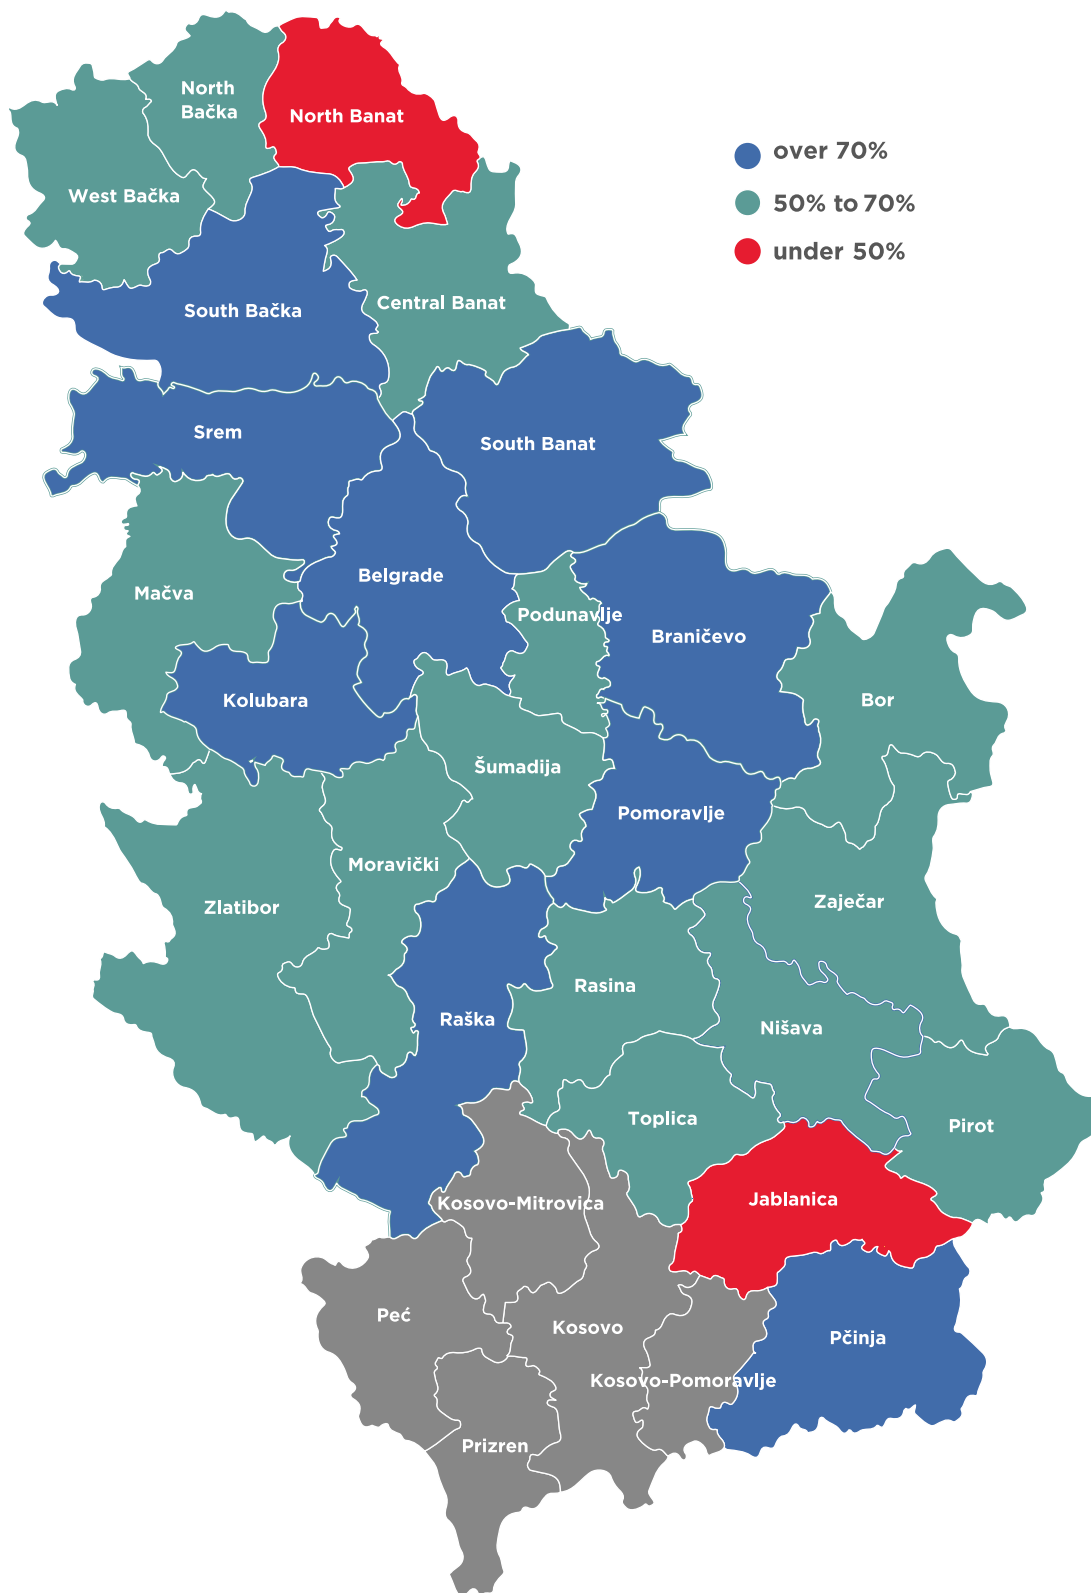 North
Bačka
North Banat
West Bačka
over 70%
50% to 70%
under 50%
South Bačka
Central Banat
Srem
South Banat
Belgrade
Mačva
Podunavlje
Braničevo
Kolubara
Bor
Šumadija
Pomoravlje
Moravički
Zlatibor
Zaječar
Rasina
Raška
Nišava
Toplica
Pirot
Jablanica
Kosovo-Mitrovica
Peć
Kosovo
Pčinja
Kosovo-Pomoravlje
Prizren